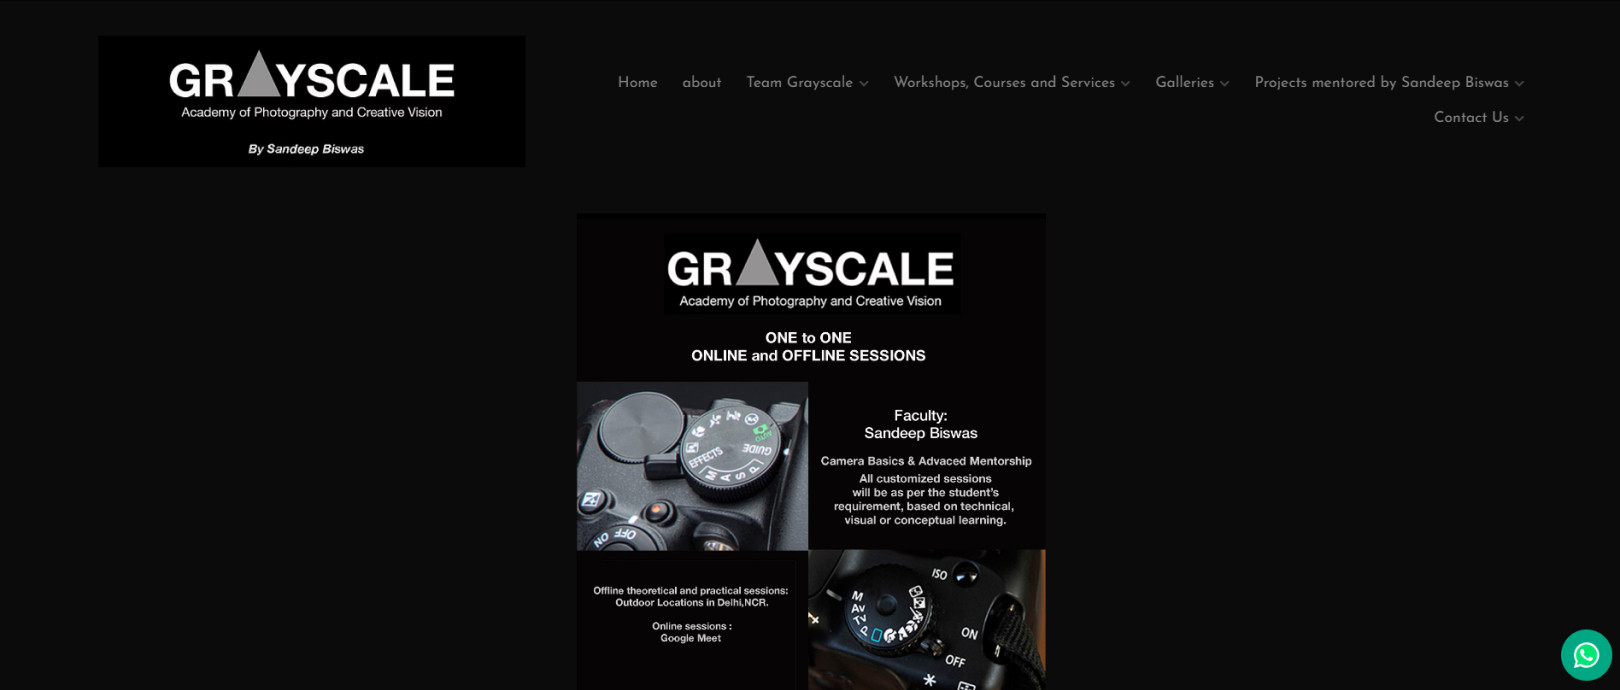 GRAYSCALE
Academy of Photography and Creative Vision
By Sandeep Biswas
Home
about
Team Grayscale
Workshops, Courses and Services
Galleries
Projects mentored by Sandeep Biswas
Contact Us
GRAYSCALE
Academy of Photography and Creative Vision
ONE to ONE
ONLINE and OFFLINE SESSIONS
AUTO
GUIDE
EFFECTS
M A S P
OFF
ON
Faculty:
Sandeep Biswas
Camera Basics & Advaced Mentorship
All customized sessions
will be as per the student's
requirement, based on technical,
visual or conceptual learning.
Offline theoretical and practical sessions:
Outdoor Locations in Delhi,NCR.
Online sessions :
Google Meet
ISO
M
Av
Tv
P
ON
OFF